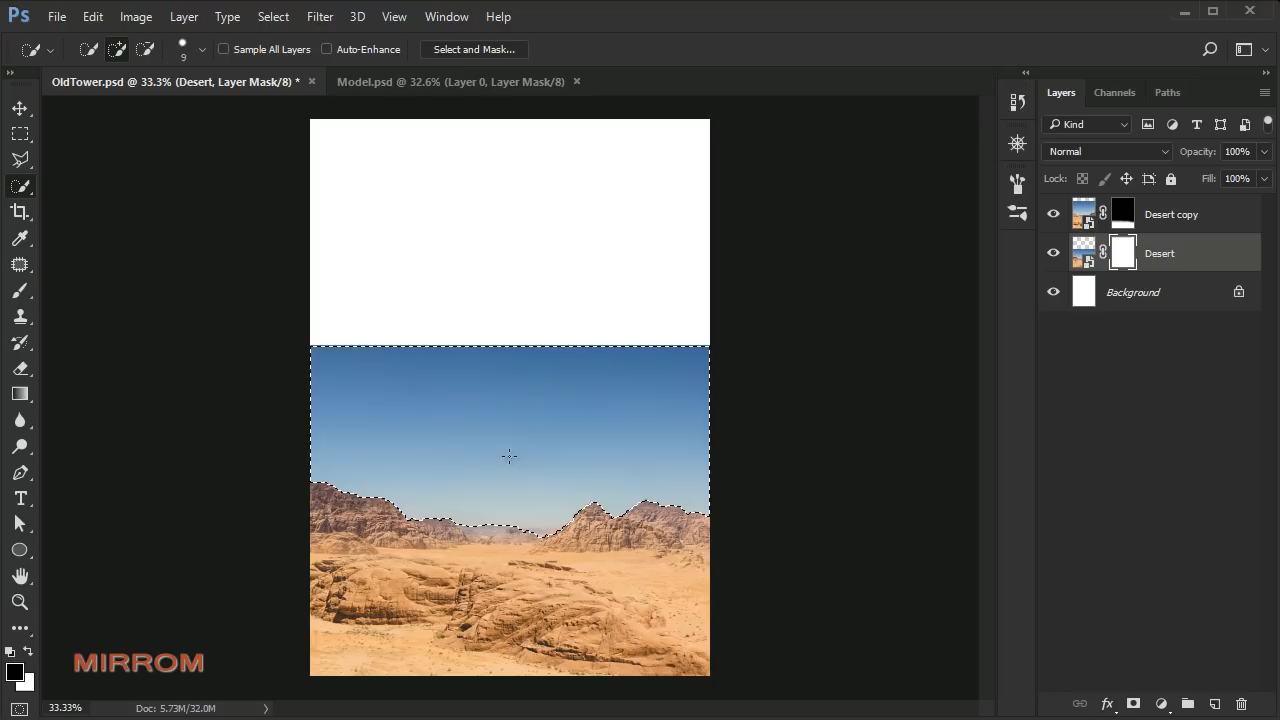 Ps File Edit Image Layer Type Select Filter 3D View Window Help
9 Sample All Layers Auto-Enhance Select and Mask...
OldTower.psd @ 33.3% (Desert, Layer Mask/8) * × Model.psd @ 32.6% (Layer 0, Layer Mask/8) ×
Layers Channels Paths
Kind
Normal Opacity: 100%
Lock: Fill: 100%
Desert copy
Desert
Background
MIRROM
33.33% Doc: 5.73M/32.0M